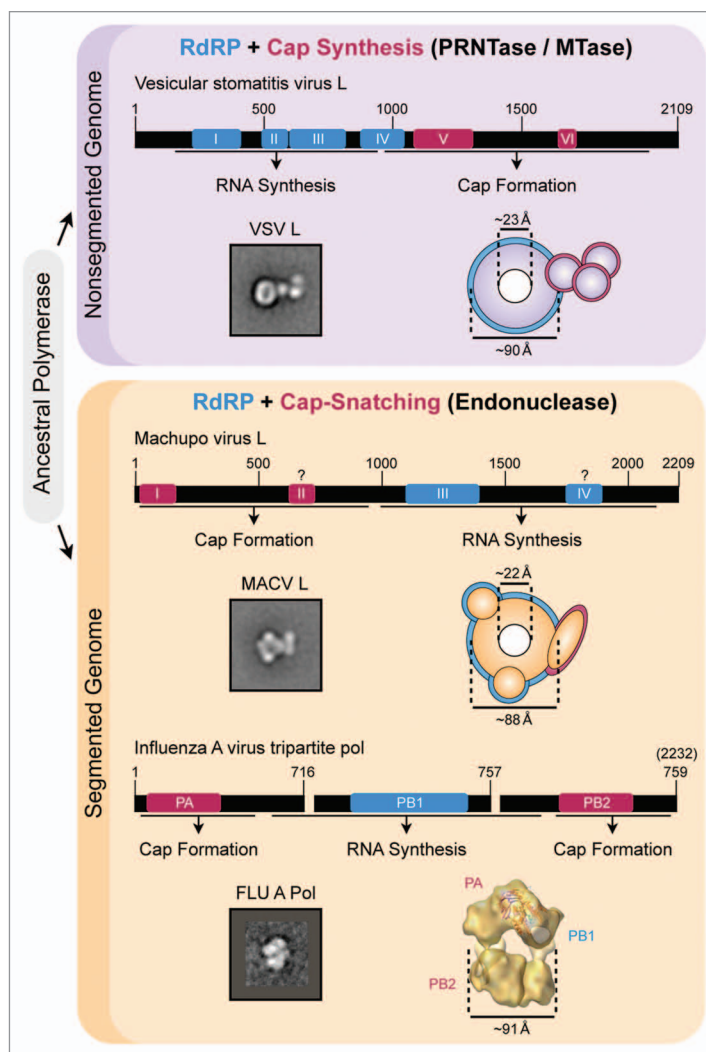 Ancestral Polymerase
Nonsegmented Genome
RdRP + Cap Synthesis (PRNTase / MTase)
Vesicular stomatitis virus L
1 500 1000 1500 2109
I II III IV V VI
RNA Synthesis Cap Formation
VSV L
~23 Å
~90 Å
Segmented Genome
RdRP + Cap-Snatching (Endonuclease)
Machupo virus L
1 500 1000 1500 2000 2209
? ?
I II III IV
Cap Formation RNA Synthesis
MACV L
~22 Å
~88 Å
Influenza A virus tripartite pol
(2232)
1 716 757 759
PA PB1 PB2
Cap Formation RNA Synthesis Cap Formation
FLU A Pol
PA
PB1
PB2
~91 Å